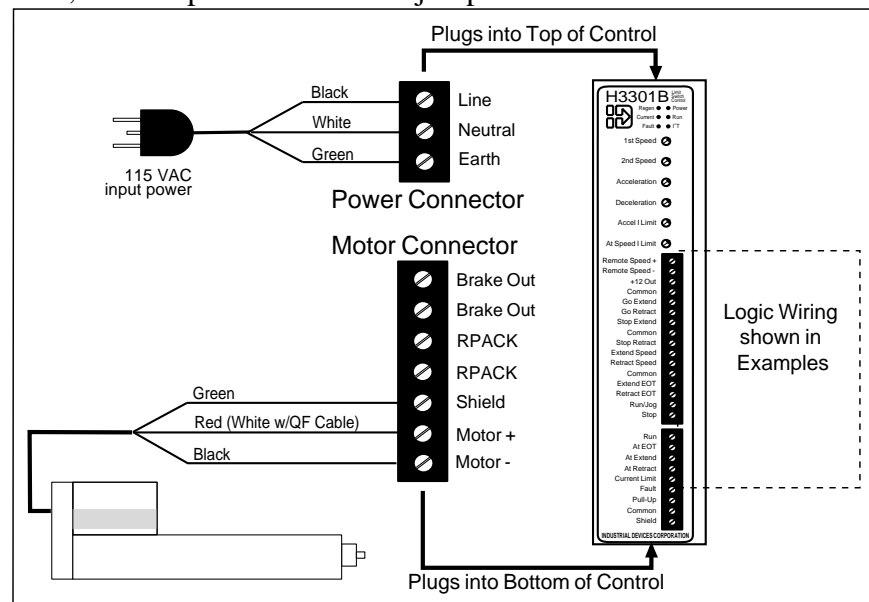 Plugs into Top of Control
Black
White
Green
Line
Neutral
Earth
115 VAC
input power
Power Connector
Motor Connector
Brake Out
Brake Out
RPACK
RPACK
Shield
Motor +
Motor -
Green
Red (White w/QF Cable)
Black
Plugs into Bottom of Control
H3301B
Limit
Switch
Control
Regen Power
Current Run
Fault I²T
1st Speed
2nd Speed
Acceleration
Deceleration
Accel I Limit
At Speed I Limit
Remote Speed +
Remote Speed -
+12 Out
Common
Go Extend
Go Retract
Stop Extend
Common
Stop Retract
Extend Speed
Retract Speed
Common
Extend EOT
Retract EOT
Run/Jog
Stop
Run
At EOT
At Extend
At Retract
Current Limit
Fault
Pull-Up
Common
Shield
INDUSTRIAL DEVICES CORPORATION
Logic Wiring
shown in
Examples